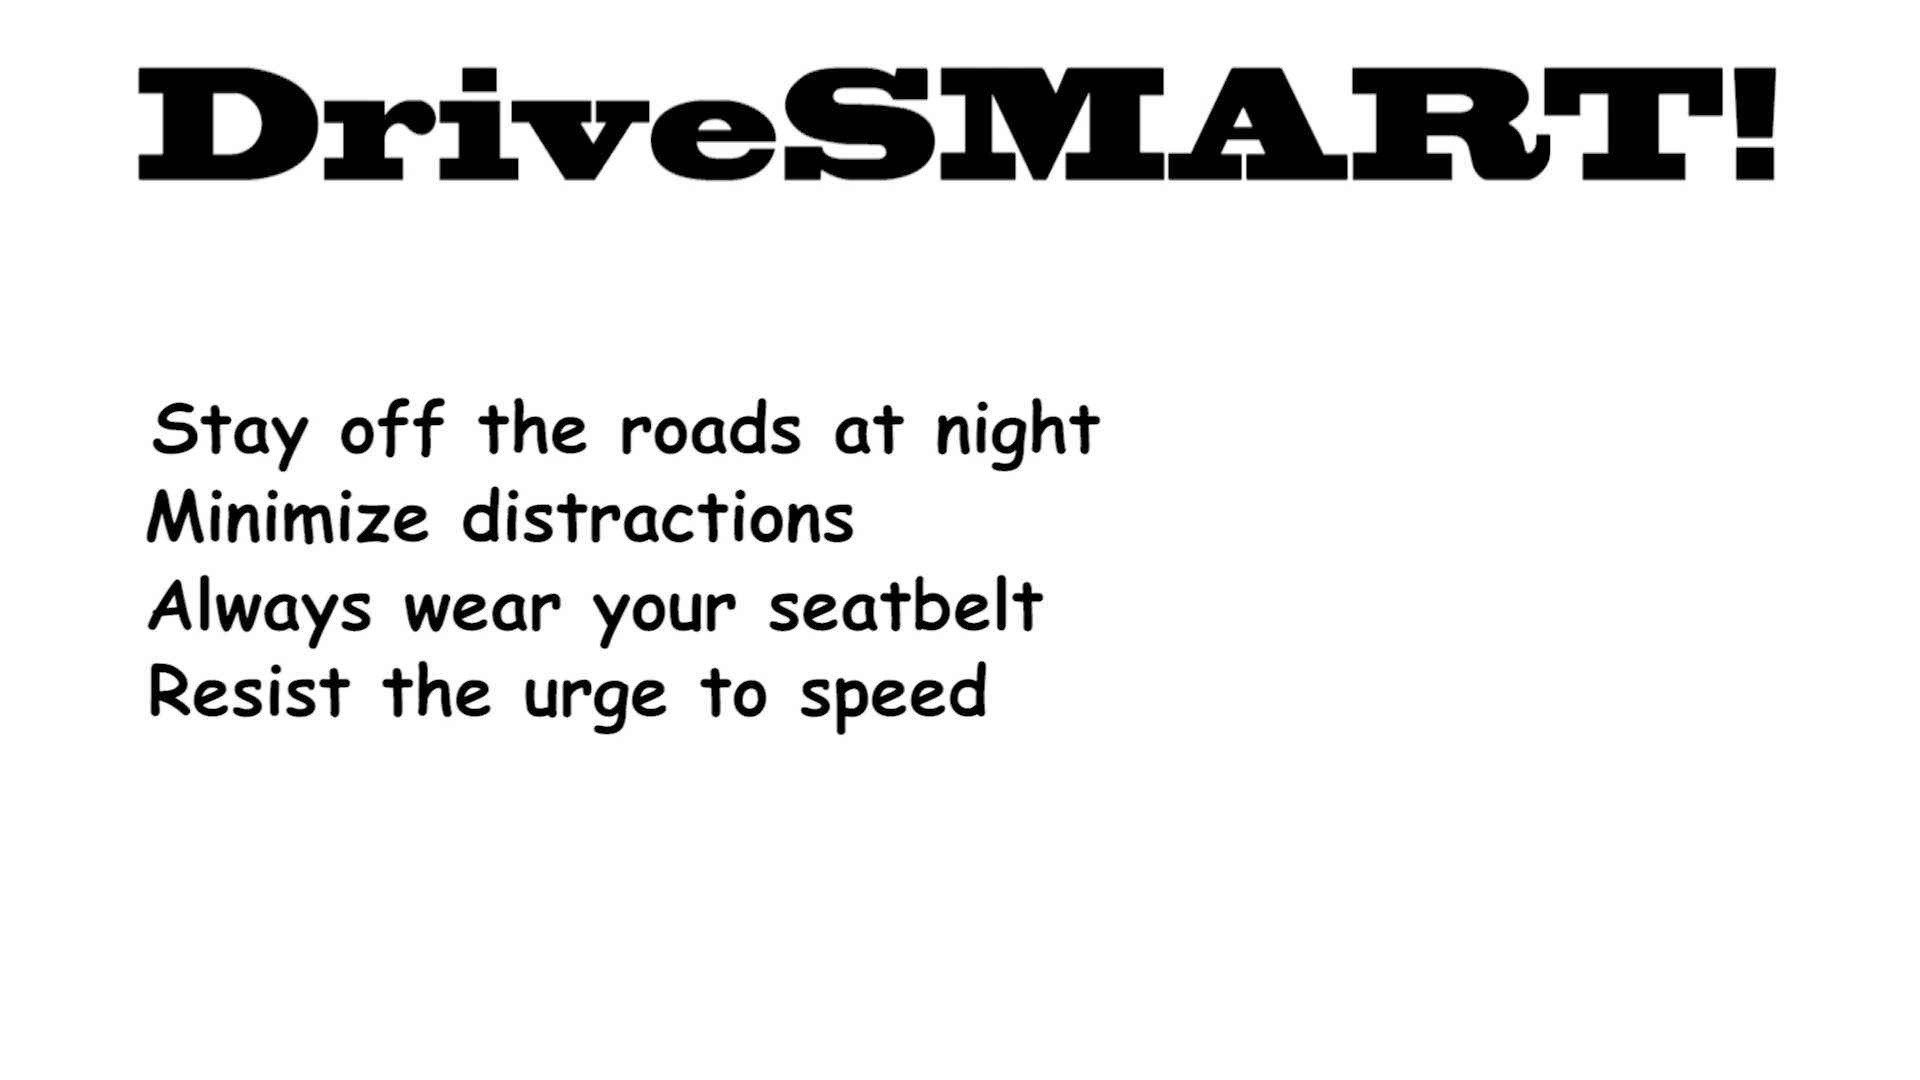 DriveSMART!
Stay off the roads at night
Minimize distractions
Always wear your seatbelt
Resist the urge to speed